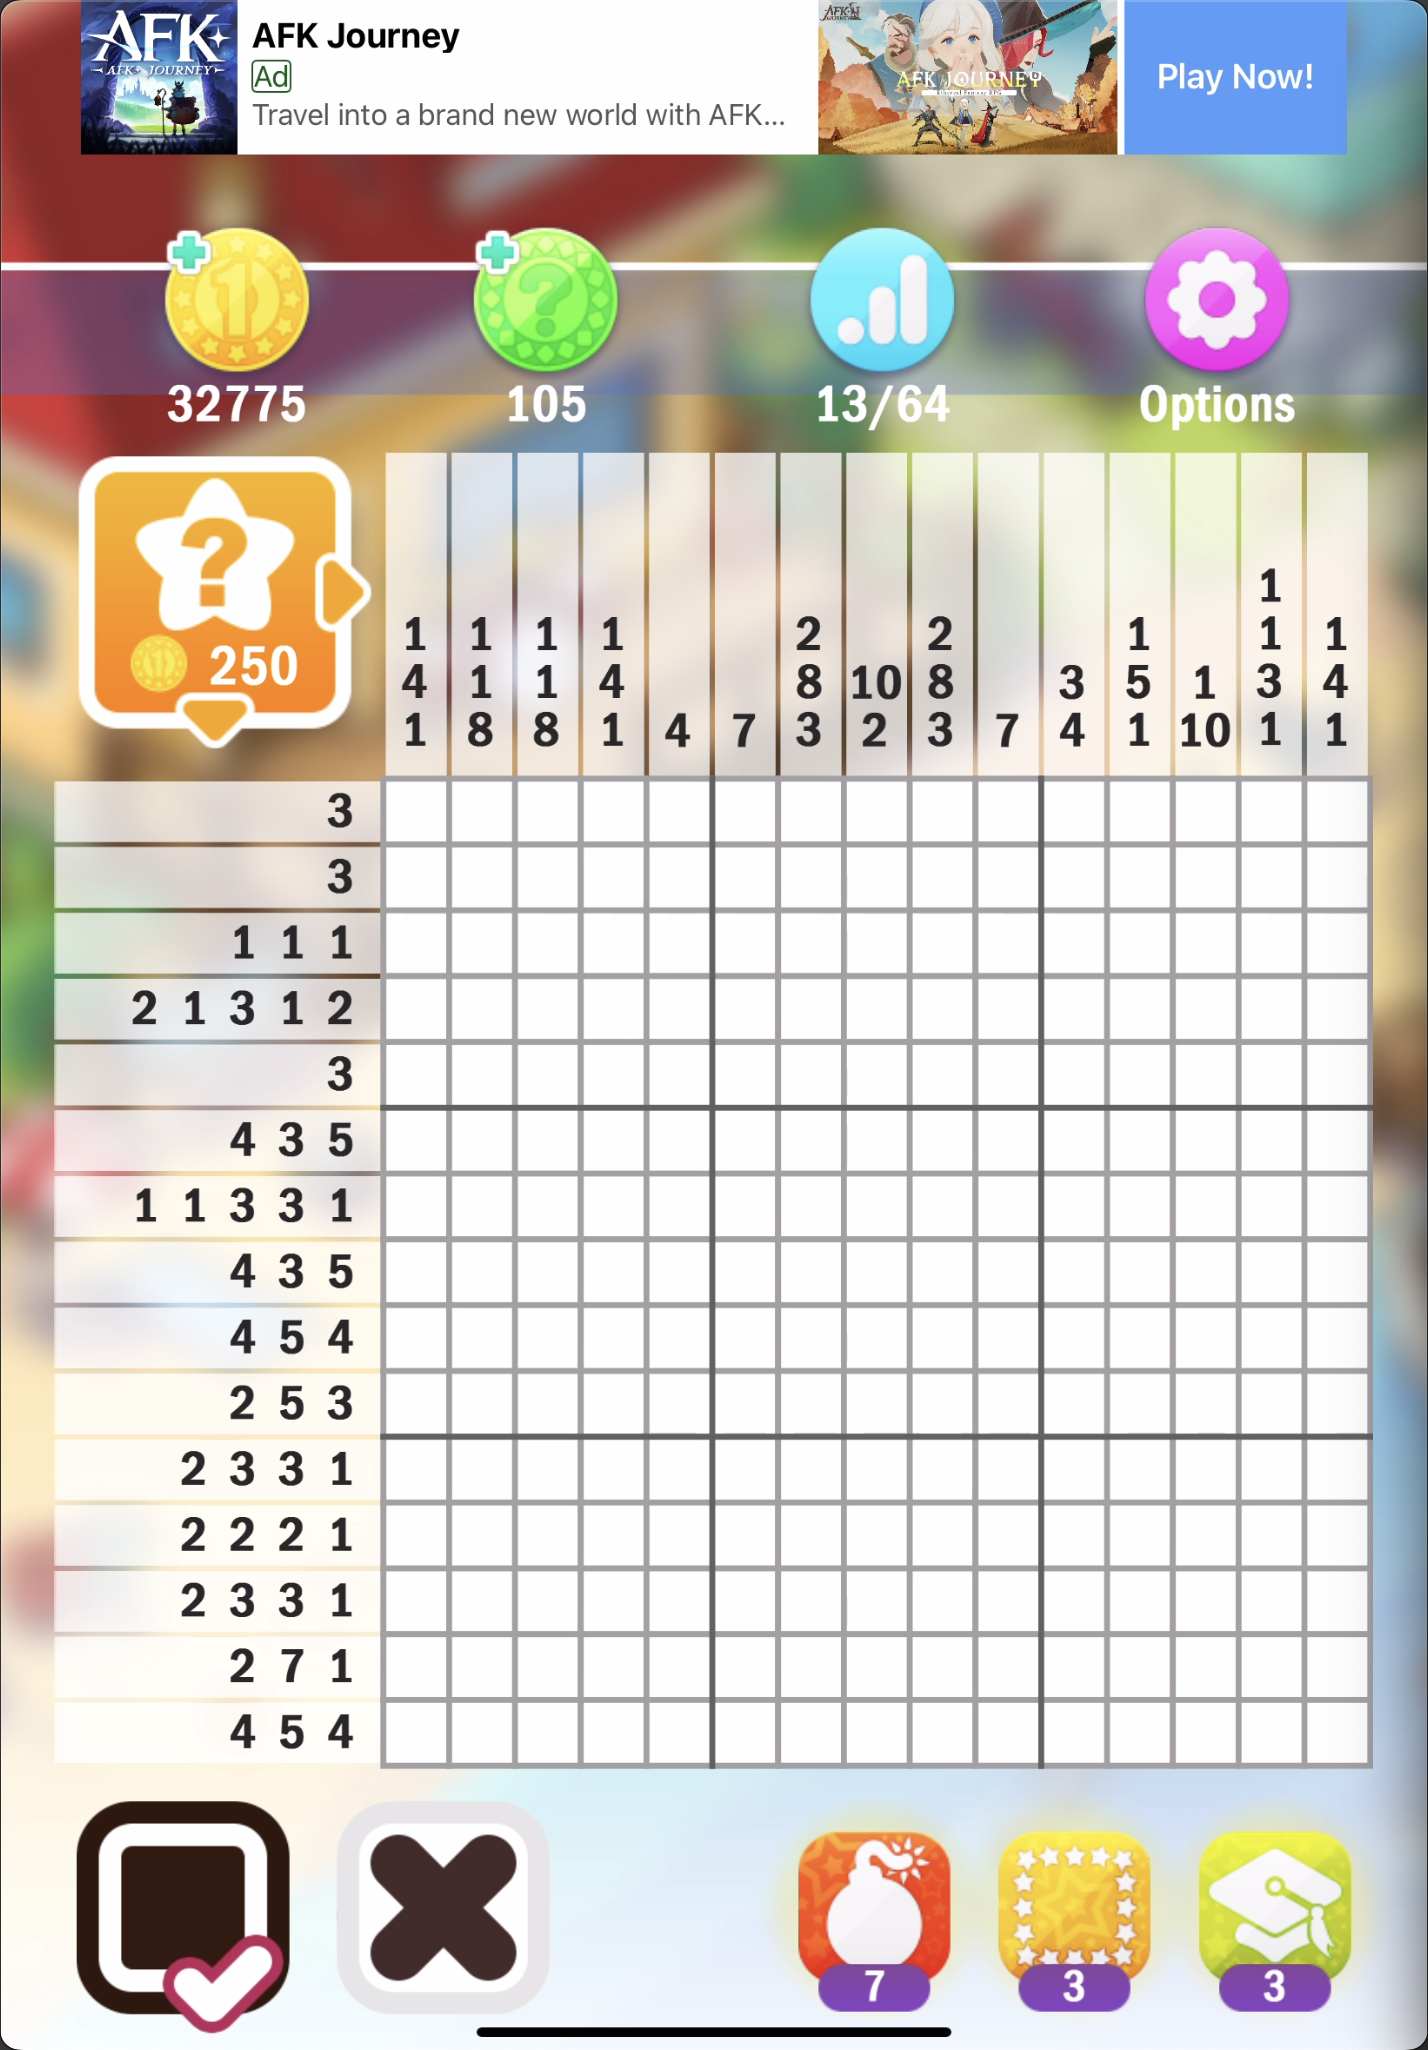 AFK
AFK JOURNEY
AFK Journey
Ad
Travel into a brand new world with AFK...
AFK JOURNEY
AFK JOURNEY
Play Now!
32775
105
13/64
Options
250
1
1 1 1 1 2 2 1 1 1
4 1 1 4 8 10 8 3 5 1 3 4
1 8 8 1 4 7 3 2 3 7 4 1 10 1 1
3
3
1 1 1
2 1 3 1 2
3
4 3 5
1 1 3 3 1
4 3 5
4 5 4
2 5 3
2 3 3 1
2 2 2 1
2 3 3 1
2 7 1
4 5 4
7
3
3